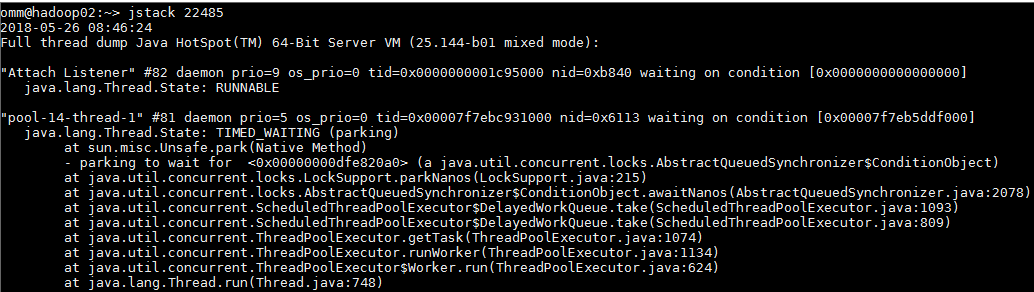 omm@hadoop02:~> jstack 22485
2018-05-26 08:46:24
Full thread dump Java HotSpot(TM) 64-Bit Server VM (25.144-b01 mixed mode):
"Attach Listener" #82 daemon prio=9 os_prio=0 tid=0x0000000001c95000 nid=0xb840 waiting on condition [0x0000000000000000]
java.lang.Thread.State: RUNNABLE
"pool-14-thread-1" #81 daemon prio=5 os_prio=0 tid=0x00007f7ebc931000 nid=0x6113 waiting on condition [0x00007f7eb5ddf000]
java.lang.Thread.State: TIMED_WAITING (parking)
at sun.misc.Unsafe.park(Native Method)
- parking to wait for  <0x00000000dfe820a0> (a java.util.concurrent.locks.AbstractQueuedSynchronizer$ConditionObject)
at java.util.concurrent.locks.LockSupport.parkNanos(LockSupport.java:215)
at java.util.concurrent.locks.AbstractQueuedSynchronizer$ConditionObject.awaitNanos(AbstractQueuedSynchronizer.java:2078)
at java.util.concurrent.ScheduledThreadPoolExecutor$DelayedWorkQueue.take(ScheduledThreadPoolExecutor.java:1093)
at java.util.concurrent.ScheduledThreadPoolExecutor$DelayedWorkQueue.take(ScheduledThreadPoolExecutor.java:809)
at java.util.concurrent.ThreadPoolExecutor.getTask(ThreadPoolExecutor.java:1074)
at java.util.concurrent.ThreadPoolExecutor.runWorker(ThreadPoolExecutor.java:1134)
at java.util.concurrent.ThreadPoolExecutor$Worker.run(ThreadPoolExecutor.java:624)
at java.lang.Thread.run(Thread.java:748)